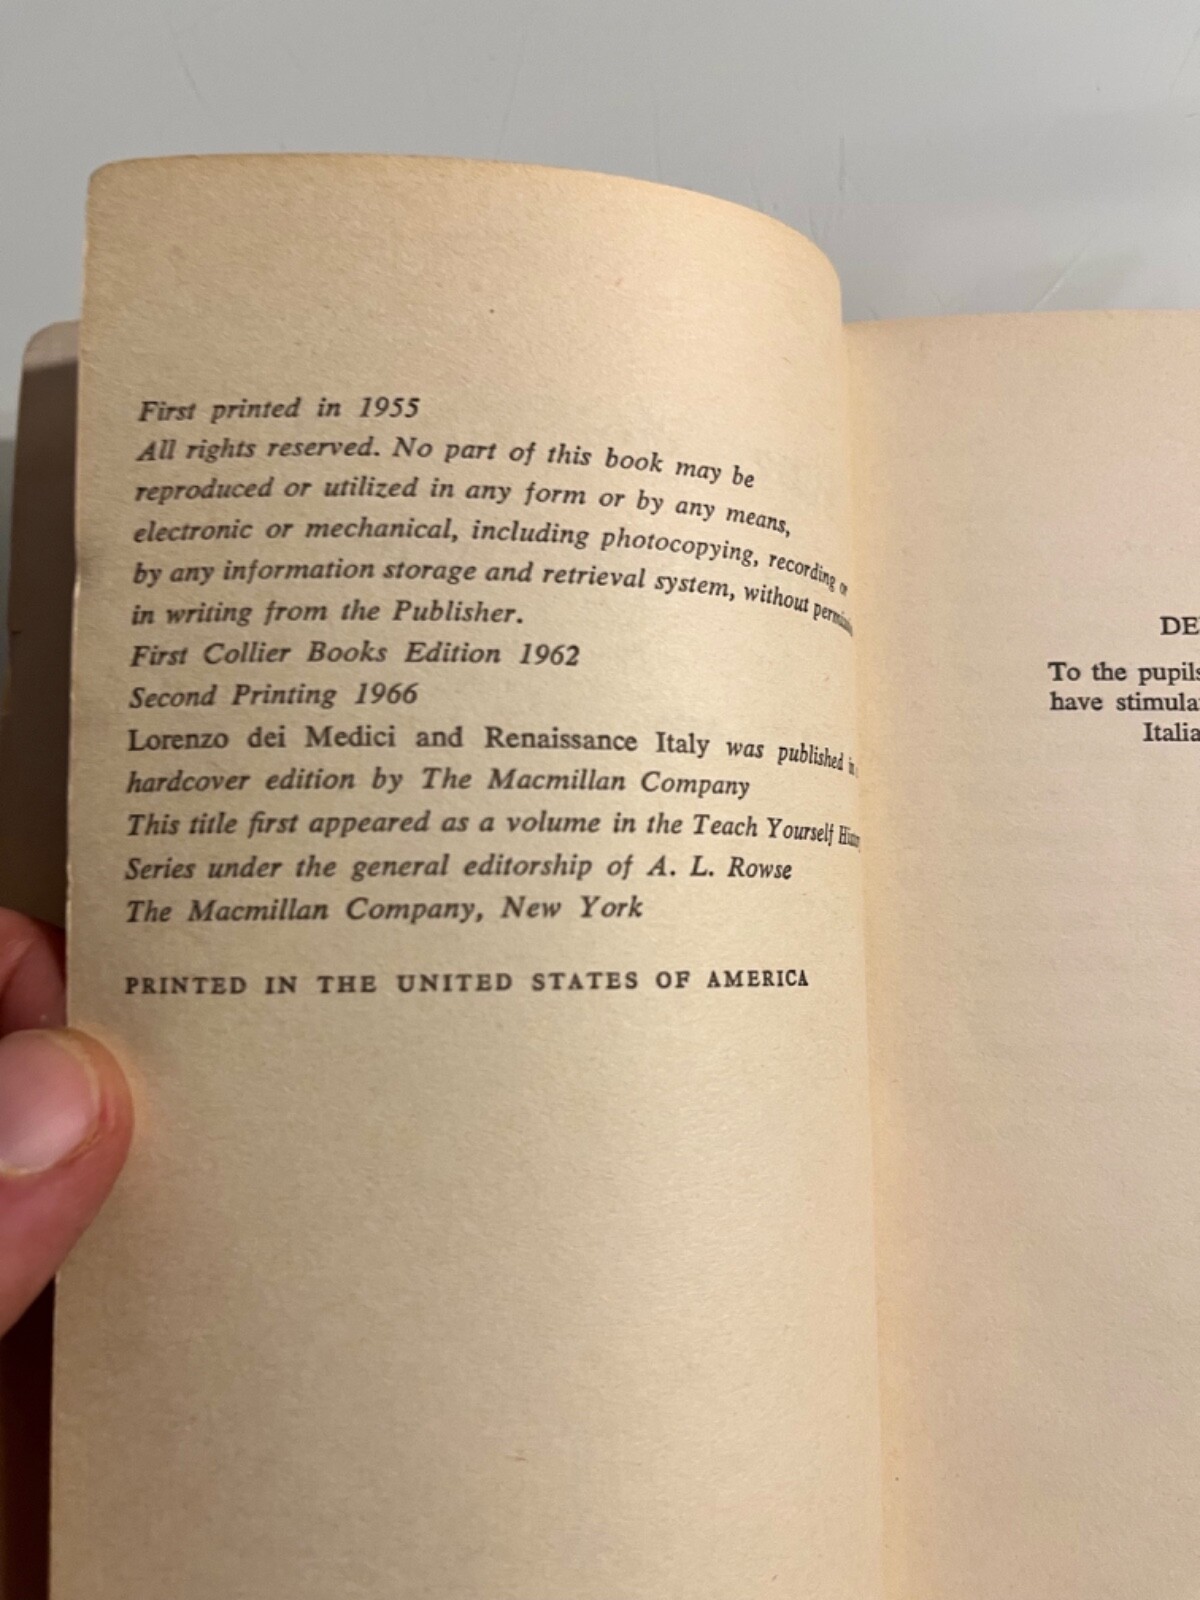 First printed in 1955
All rights reserved. No part of this book may be
reproduced or utilized in any form or by any means,
electronic or mechanical, including photocopying, recording or
by any information storage and retrieval system, without
in writing from the Publisher.
First Collier Books Edition 1962
Second Printing 1966
Lorenzo dei Medici and Renaissance Italy was published in
hardcover edition by The Macmillan Company
This title first appeared as a volume in the Teach Yourself
Series under the general editorship of A. L. Rowse
The Macmillan Company, New York
PRINTED IN THE UNITED STATES OF AMERICA
DE
To the pupils
have stimula
Italia